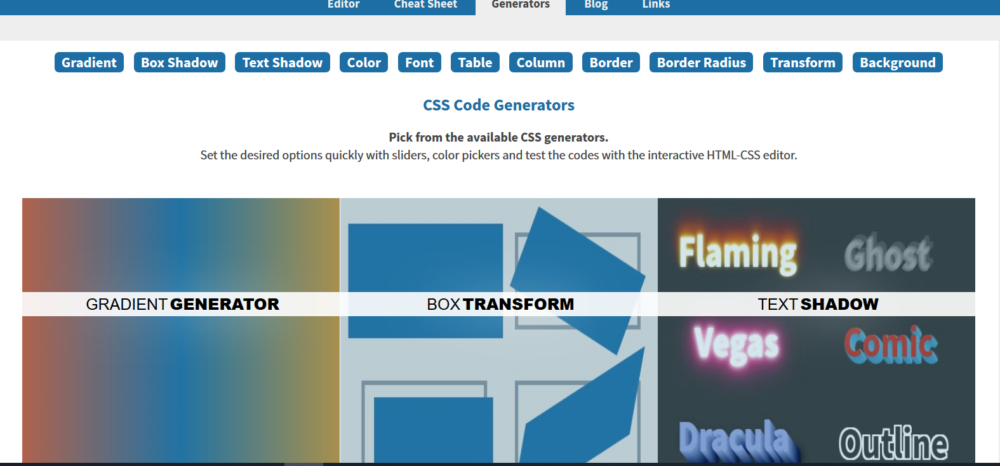 Editor Cheat Sheet Generators Blog Links
Gradient Box Shadow Text Shadow Color Font Table Column Border Border Radius Transform Background
CSS Code Generators
Pick from the available CSS generators.
Set the desired options quickly with sliders, color pickers and test the codes with the interactive HTML-CSS editor.
GRADIENT GENERATOR
BOX TRANSFORM
Flaming Ghost
TEXT SHADOW
Vegas Comic
Dracula Outline